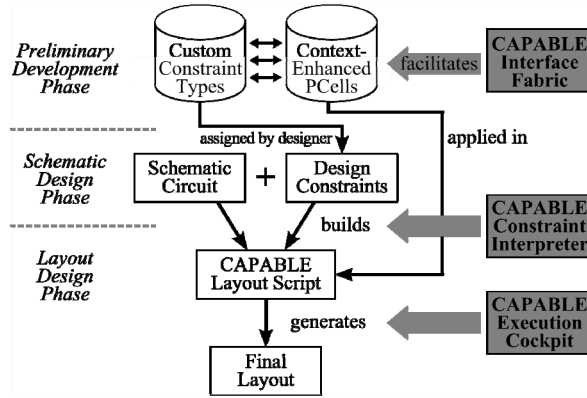 Preliminary
Development
Phase
Custom
Constraint
Types
Context-
Enhanced
PCells
facilitates
CAPABLE
Interface
Fabric
assigned by designer
applied in
Schematic
Design
Phase
Schematic
Circuit
+
Design
Constraints
builds
CAPABLE
Constraint
Interpreter
Layout
Design
Phase
CAPABLE
Layout Script
generates
CAPABLE
Execution
Cockpit
Final
Layout